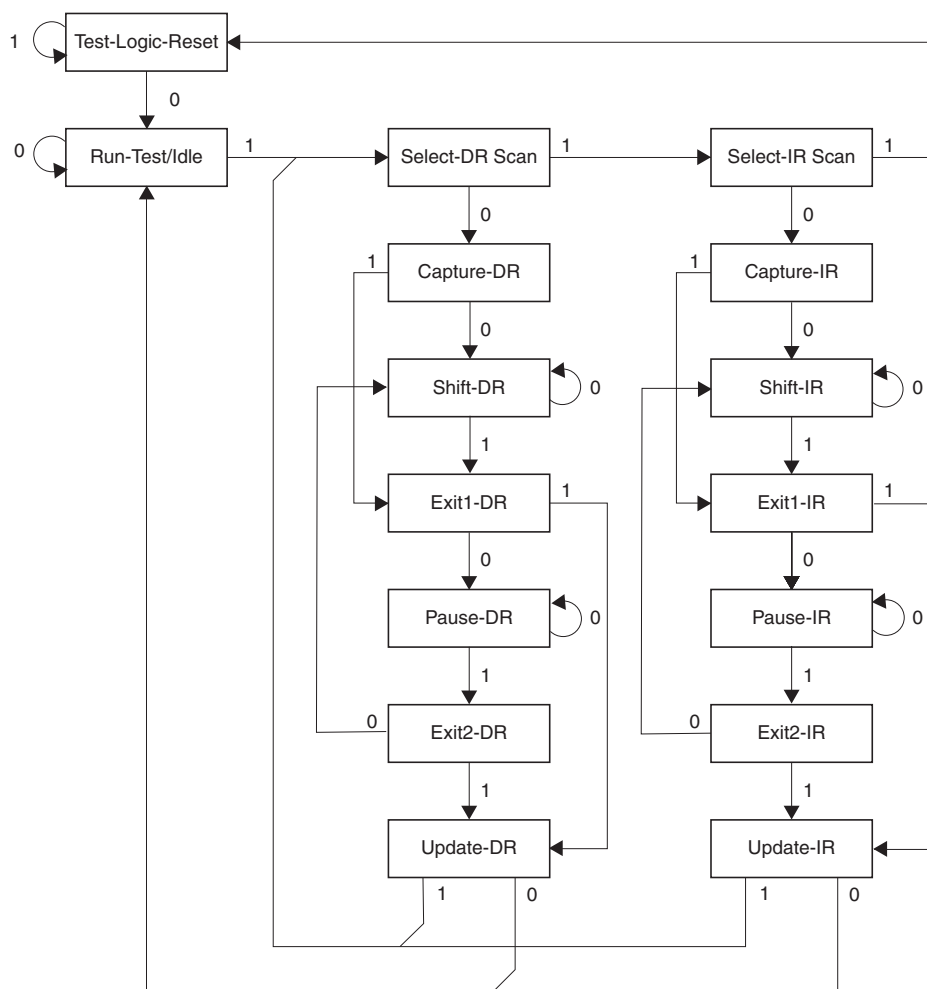 1
Test-Logic-Reset
0
0
Run-Test/Idle
1
Select-DR Scan
1
Select-IR Scan
1
0
0
1
Capture-DR
1
Capture-IR
0
0
Shift-DR
0
Shift-IR
0
1
1
Exit1-DR
1
Exit1-IR
1
0
0
Pause-DR
0
Pause-IR
0
1
1
0
Exit2-DR
0
Exit2-IR
1
1
Update-DR
Update-IR
1
0
1
0